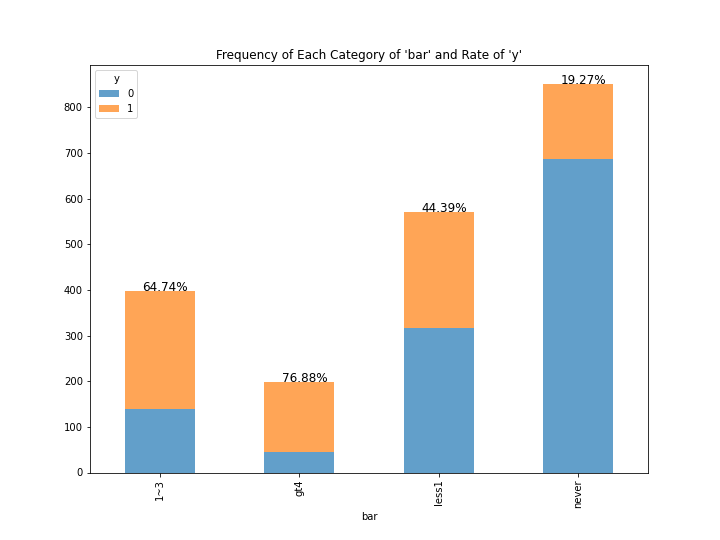 Frequency of Each Category of 'bar' and Rate of 'y'
y
0
1
800
700
600
500
400
300
200
100
0
64.74%
76.88%
44.39%
19.27%
1~3
gt4
less1
never
bar